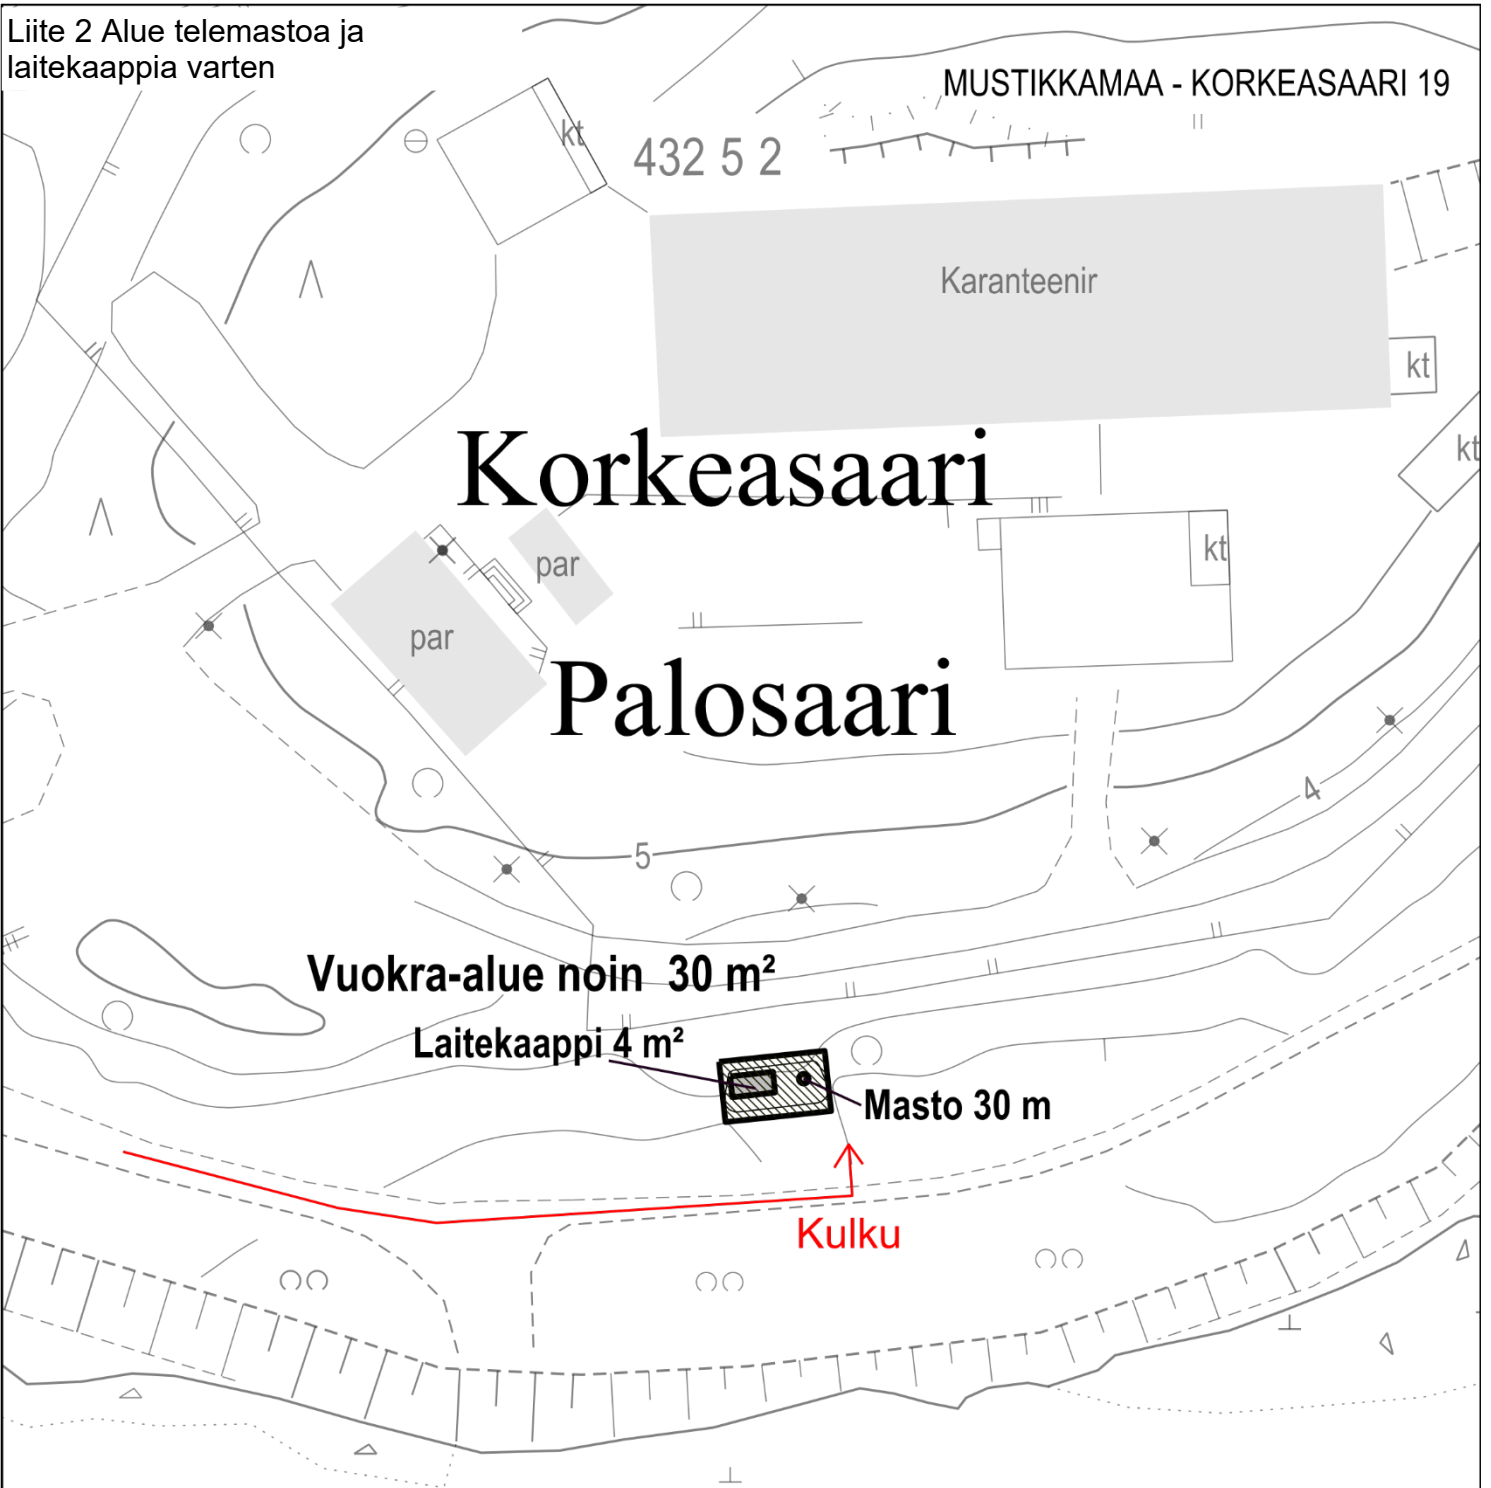 Liite 2 Alue telemastoa ja
laitekaappia varten
MUSTIKKAMAA - KORKEASAARI 19
kt
432 5 2
Karanteenir
kt
Korkeasaari
kt
kt
par
par
Palosaari
4
5
Vuokra-alue noin 30 m²
Laitekaappi 4 m²
Masto 30 m
Kulku